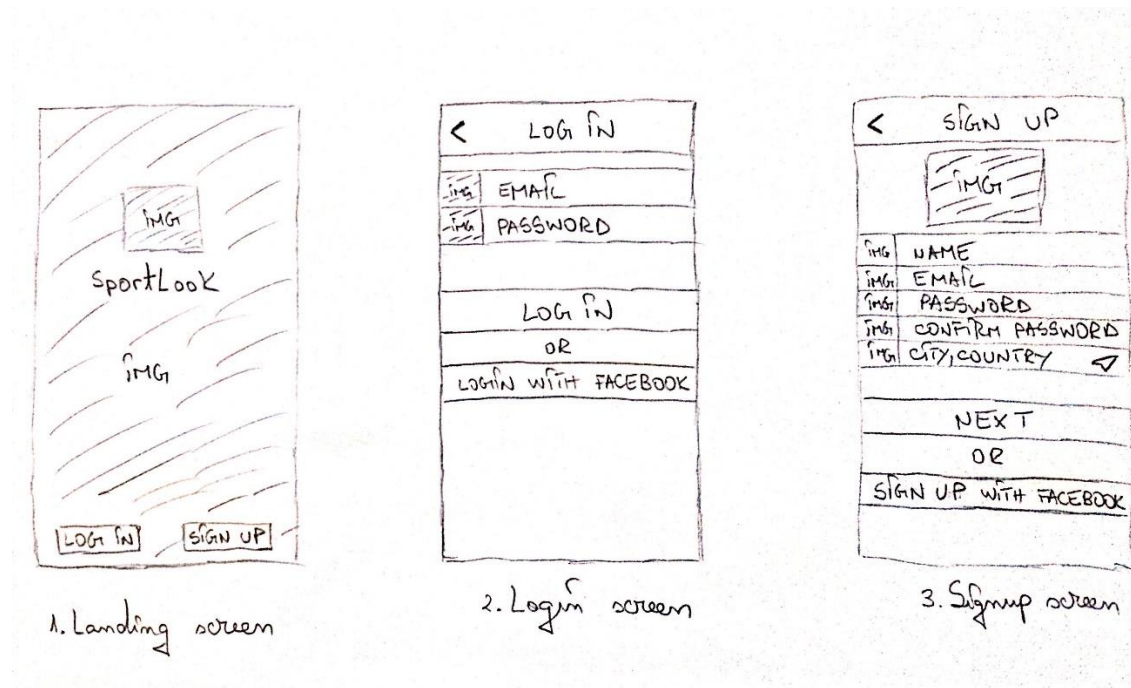 iMG
SportLook
iMG
LOG IN
SIGN UP
1. Landing screen
< LOG IN
img EMAIL
img PASSWORD
LOG IN
OR
LOGIN WITH FACEBOOK
2. Login screen
< SIGN UP
iMG
img NAME
img EMAIL
img PASSWORD
img CONFIRM PASSWORD
img CITY, COUNTRY
NEXT
OR
SIGN UP WITH FACEBOOK
3. Signup screen